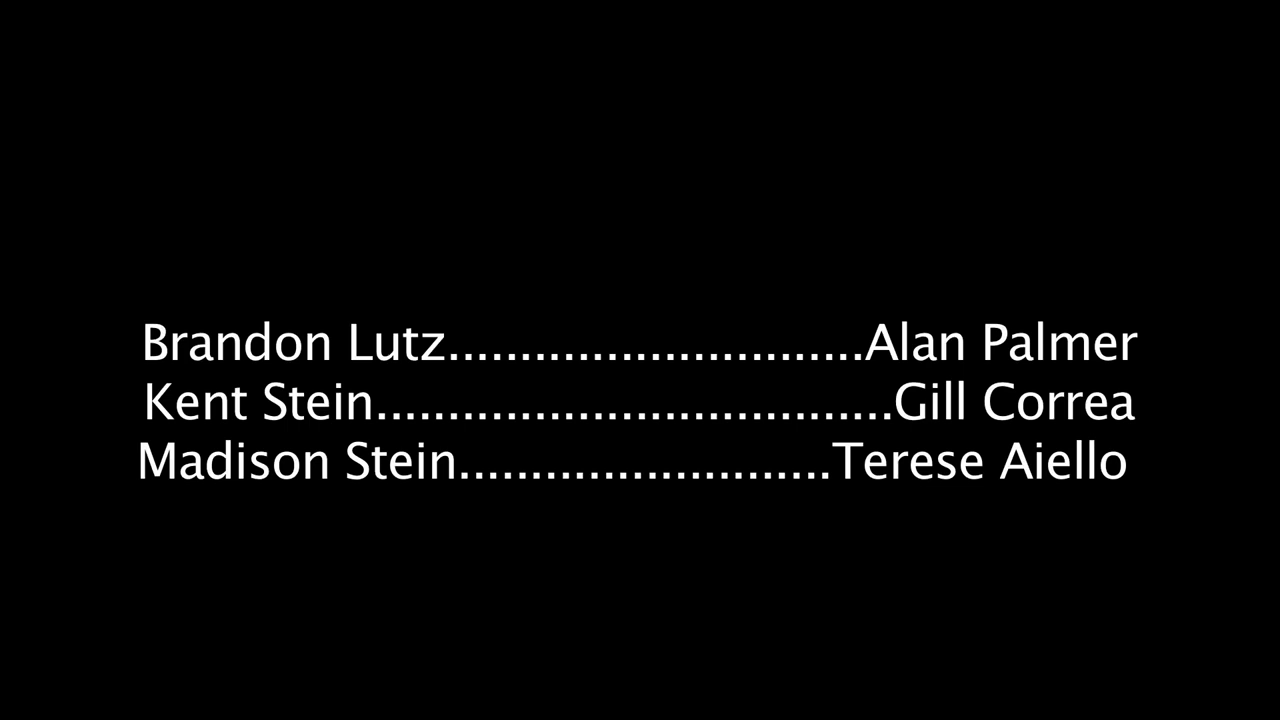 Brandon Lutz.............................Alan Palmer
Kent Stein....................................Gill Correa
Madison Stein..........................Terese Aiello